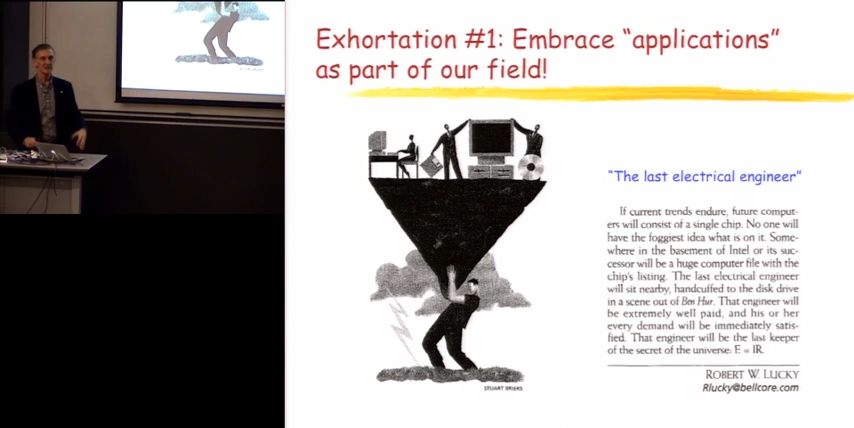 Exhortation #1: Embrace “applications”
as part of our field!
“The last electrical engineer”
If current trends endure, future comput-
ers will consist of a single chip. No one will
have the foggiest idea what is on it. Some-
where in the basement of Intel or its suc-
cessor will be a huge computer file with the
chip's listing. The last electrical engineer
will sit nearby, handcuffed to the disk drive
in a scene out of Ben Hur. That engineer will
be extremely well paid, and his or her
every demand will be immediately satis-
fied. That engineer will be the last keeper
of the secret of the universe: E = IR.
ROBERT W. LUCKY
Rlucky@bellcore.com
STUART BRIERS